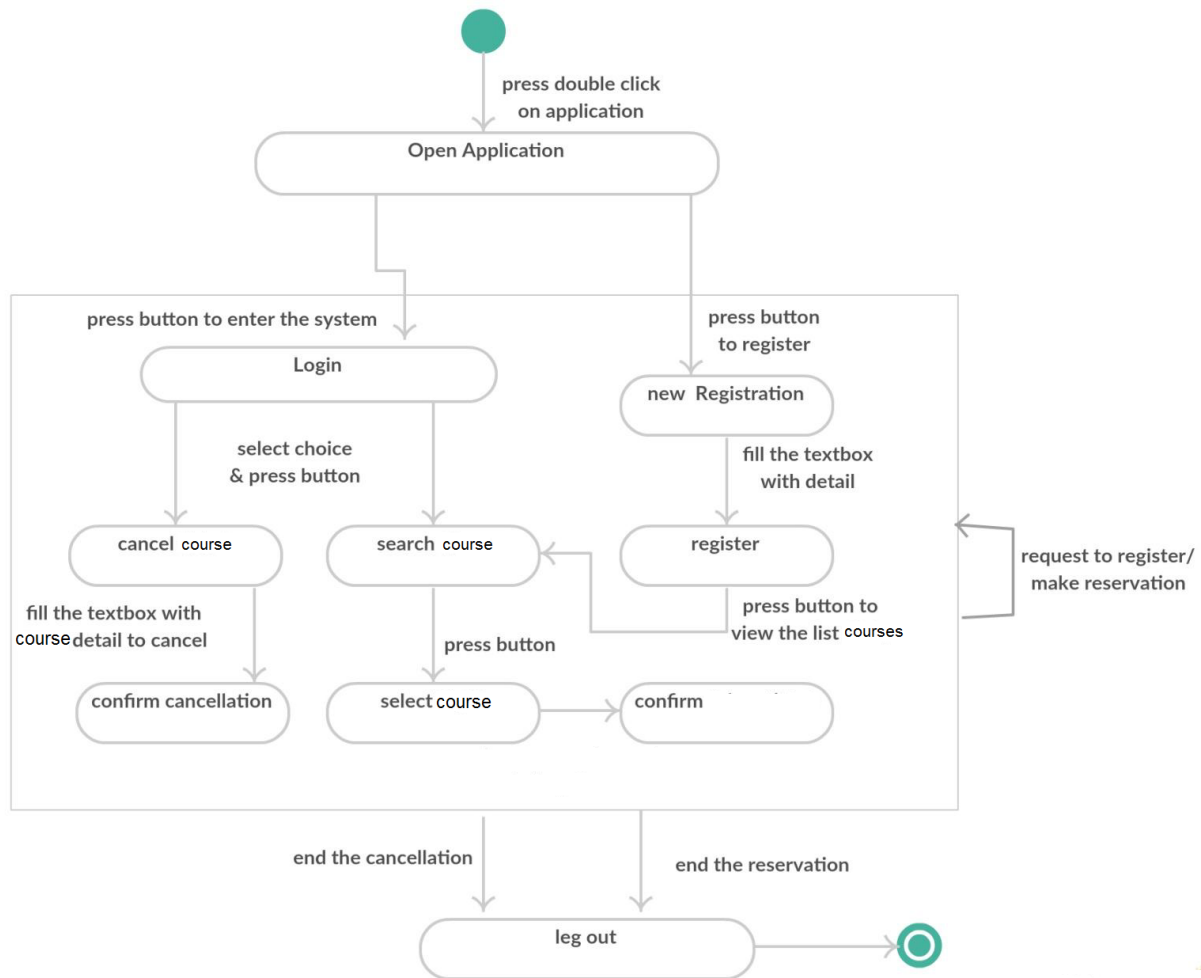 press double click
on application
Open Application
press button to enter the system
press button
to register
Login
new Registration
select choice
& press button
fill the textbox
with detail
cancel course
search course
register
request to register/
make reservation
fill the textbox with
course detail to cancel
press button to
view the list courses
press button
confirm cancellation
select course
confirm
end the cancellation
end the reservation
leg out